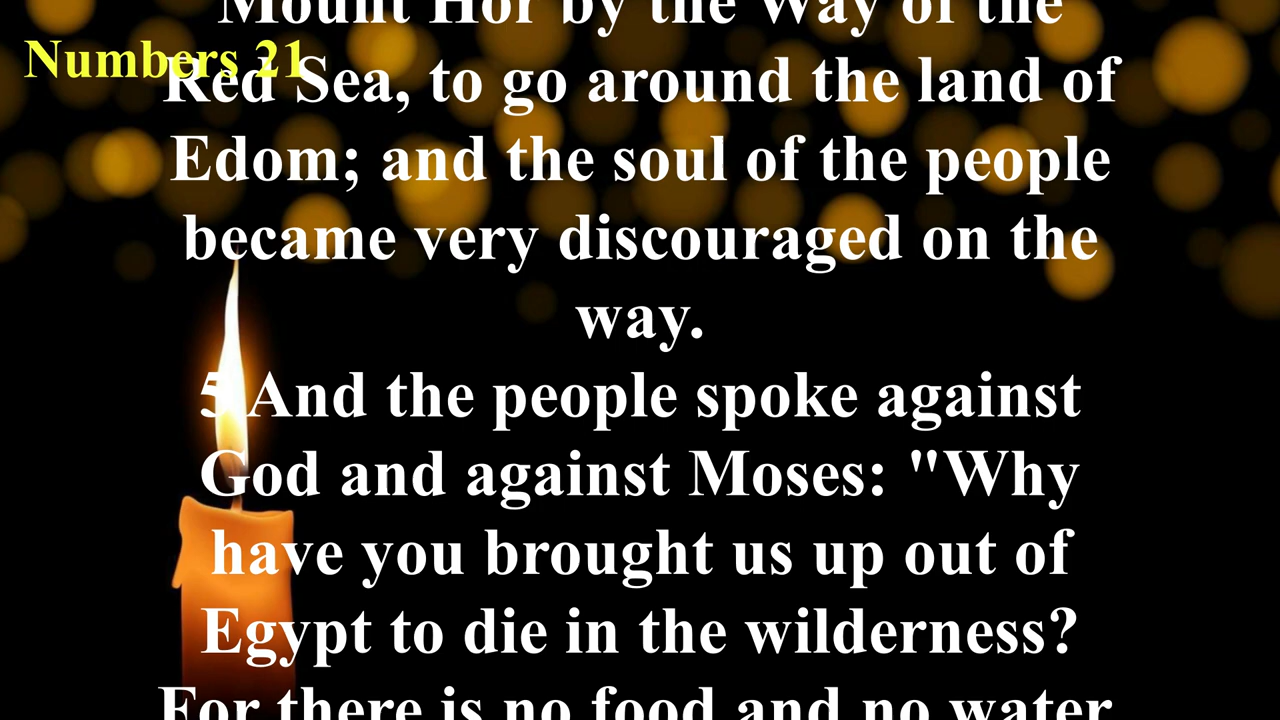 Mount Hor by the Way of the
Numbers 21
Red Sea, to go around the land of
Edom; and the soul of the people
became very discouraged on the
way.
5 And the people spoke against
God and against Moses: "Why
have you brought us up out of
Egypt to die in the wilderness?
For there is no food and no water